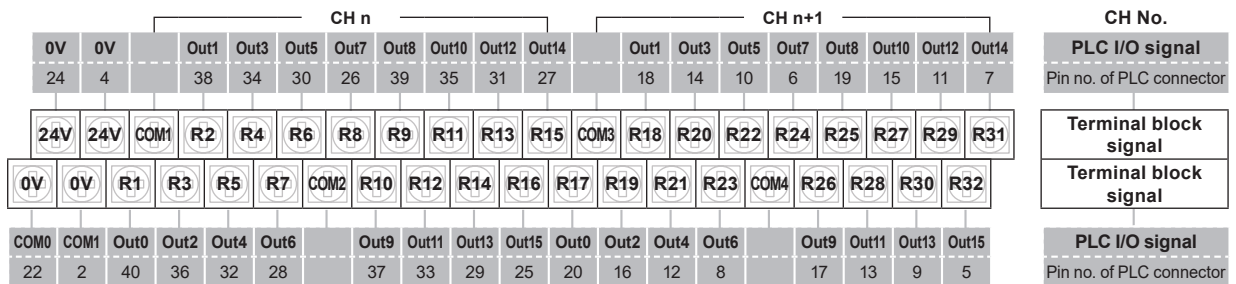 CH n CH n+1 CH No.
0V 0V Out1 Out3 Out5 Out7 Out8 Out10 Out12 Out14 Out1 Out3 Out5 Out7 Out8 Out10 Out12 Out14 PLC I/O signal
24 4 38 34 30 26 39 35 31 27 18 14 10 6 19 15 11 7 Pin no. of PLC connector
24V 24V COM1 R2 R4 R6 R8 R9 R11 R13 R15 COM3 R18 R20 R22 R24 R25 R27 R29 R31 Terminal block
signal
0V 0V R1 R3 R5 R7 COM2 R10 R12 R14 R16 R17 R19 R21 R23 COM4 R26 R28 R30 R32 Terminal block
signal
COM0 COM1 Out0 Out2 Out4 Out6 Out9 Out11 Out13 Out15 Out0 Out2 Out4 Out6 Out9 Out11 Out13 Out15 PLC I/O signal
22 2 40 36 32 28 37 33 29 25 20 16 12 8 17 13 9 5 Pin no. of PLC connector